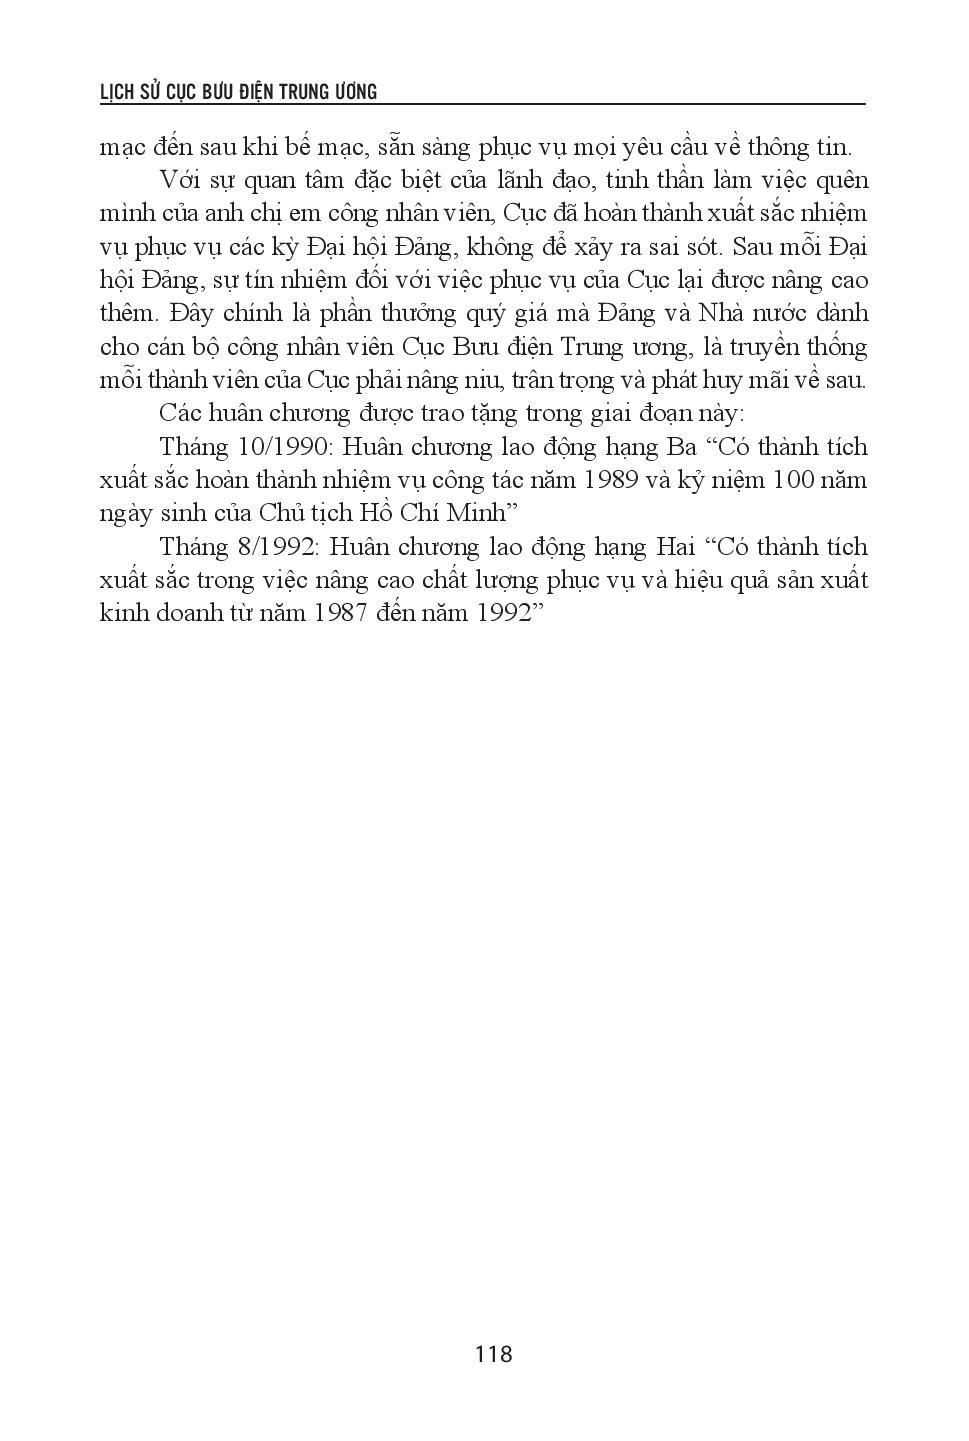 LỊCH SỬ CỤC BƯU ĐIỆN TRUNG ƯƠNG
mạc đến sau khi bế mạc, sẵn sàng phục vụ mọi yêu cầu về thông tin.
Với sự quan tâm đặc biệt của lãnh đạo, tinh thần làm việc quên
mình của anh chị em công nhân viên, Cục đã hoàn thành xuất sắc nhiệm
vụ phục vụ các kỳ Đại hội Đảng, không để xảy ra sai sót. Sau mỗi Đại
hội Đảng, sự tín nhiệm đối với việc phục vụ của Cục lại được nâng cao
thêm. Đây chính là phần thưởng quý giá mà Đảng và Nhà nước dành
cho cán bộ công nhân viên Cục Bưu điện Trung ương, là truyền thống
mỗi thành viên của Cục phải nâng niu, trân trọng và phát huy mãi về sau.
Các huân chương được trao tặng trong giai đoạn này:
Tháng 10/1990: Huân chương lao động hạng Ba “Có thành tích
xuất sắc hoàn thành nhiệm vụ công tác năm 1989 và kỷ niệm 100 năm
ngày sinh của Chủ tịch Hồ Chí Minh”
Tháng 8/1992: Huân chương lao động hạng Hai “Có thành tích
xuất sắc trong việc nâng cao chất lượng phục vụ và hiệu quả sản xuất
kinh doanh từ năm 1987 đến năm 1992”
118